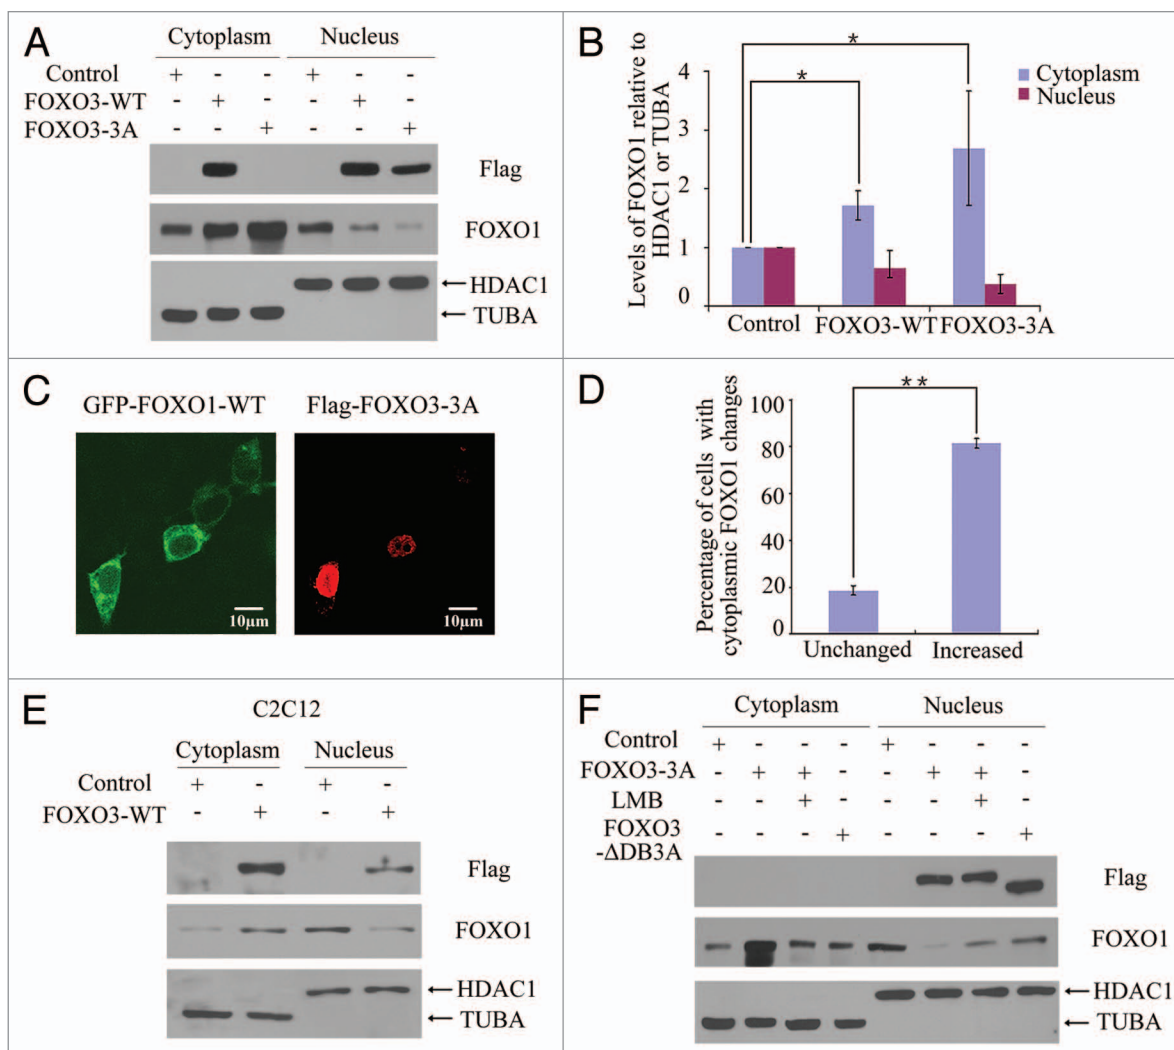 A
Cytoplasm Nucleus
Control + - - + - -
FOXO3-WT - + - - + -
FOXO3-3A - - + - - +
Flag
FOXO1
←HDAC1
←TUBA
B
Levels of FOXO1 relative to
HDAC1 or TUBA
4
3
2
1
0
*
*
Cytoplasm
Nucleus
Control FOXO3-WT FOXO3-3A
C
GFP-FOXO1-WT Flag-FOXO3-3A
10µm 10µm
D
Percentage of cells with
cytoplasmic FOXO1 changes
100
80
60
40
20
0
**
Unchanged Increased
E
C2C12
Cytoplasm Nucleus
Control + - + -
FOXO3-WT - + - +
Flag
FOXO1
←HDAC1
←TUBA
F
Cytoplasm Nucleus
Control + - - - + - - -
FOXO3-3A - + + - - + + -
LMB - - + - - - + -
FOXO3
-ΔDB3A - - - + - - - +
Flag
FOXO1
←HDAC1
←TUBA